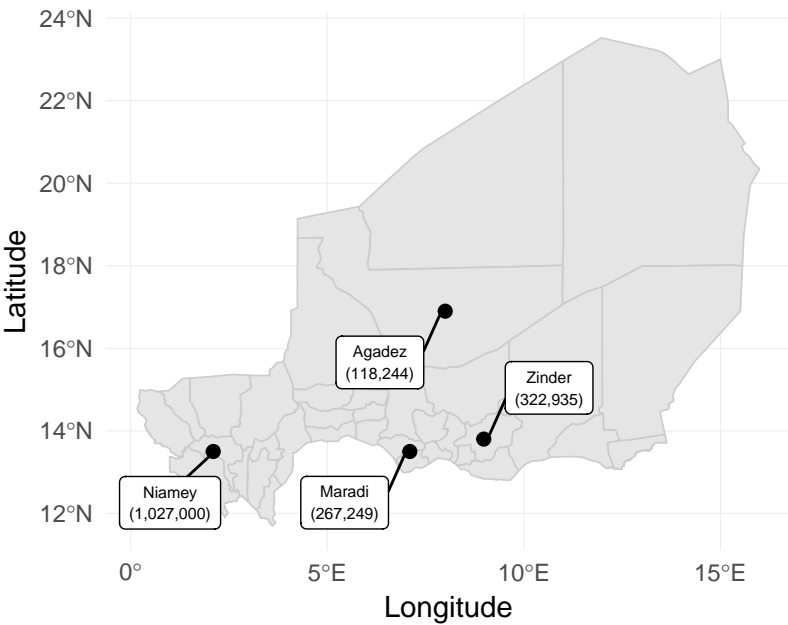 24°N
22°N
20°N
18°N
16°N
14°N
12°N
Latitude
Agadez
(118,244)
Zinder
(322,935)
Niamey
(1,027,000)
Maradi
(267,249)
0°
5°E
10°E
15°E
Longitude